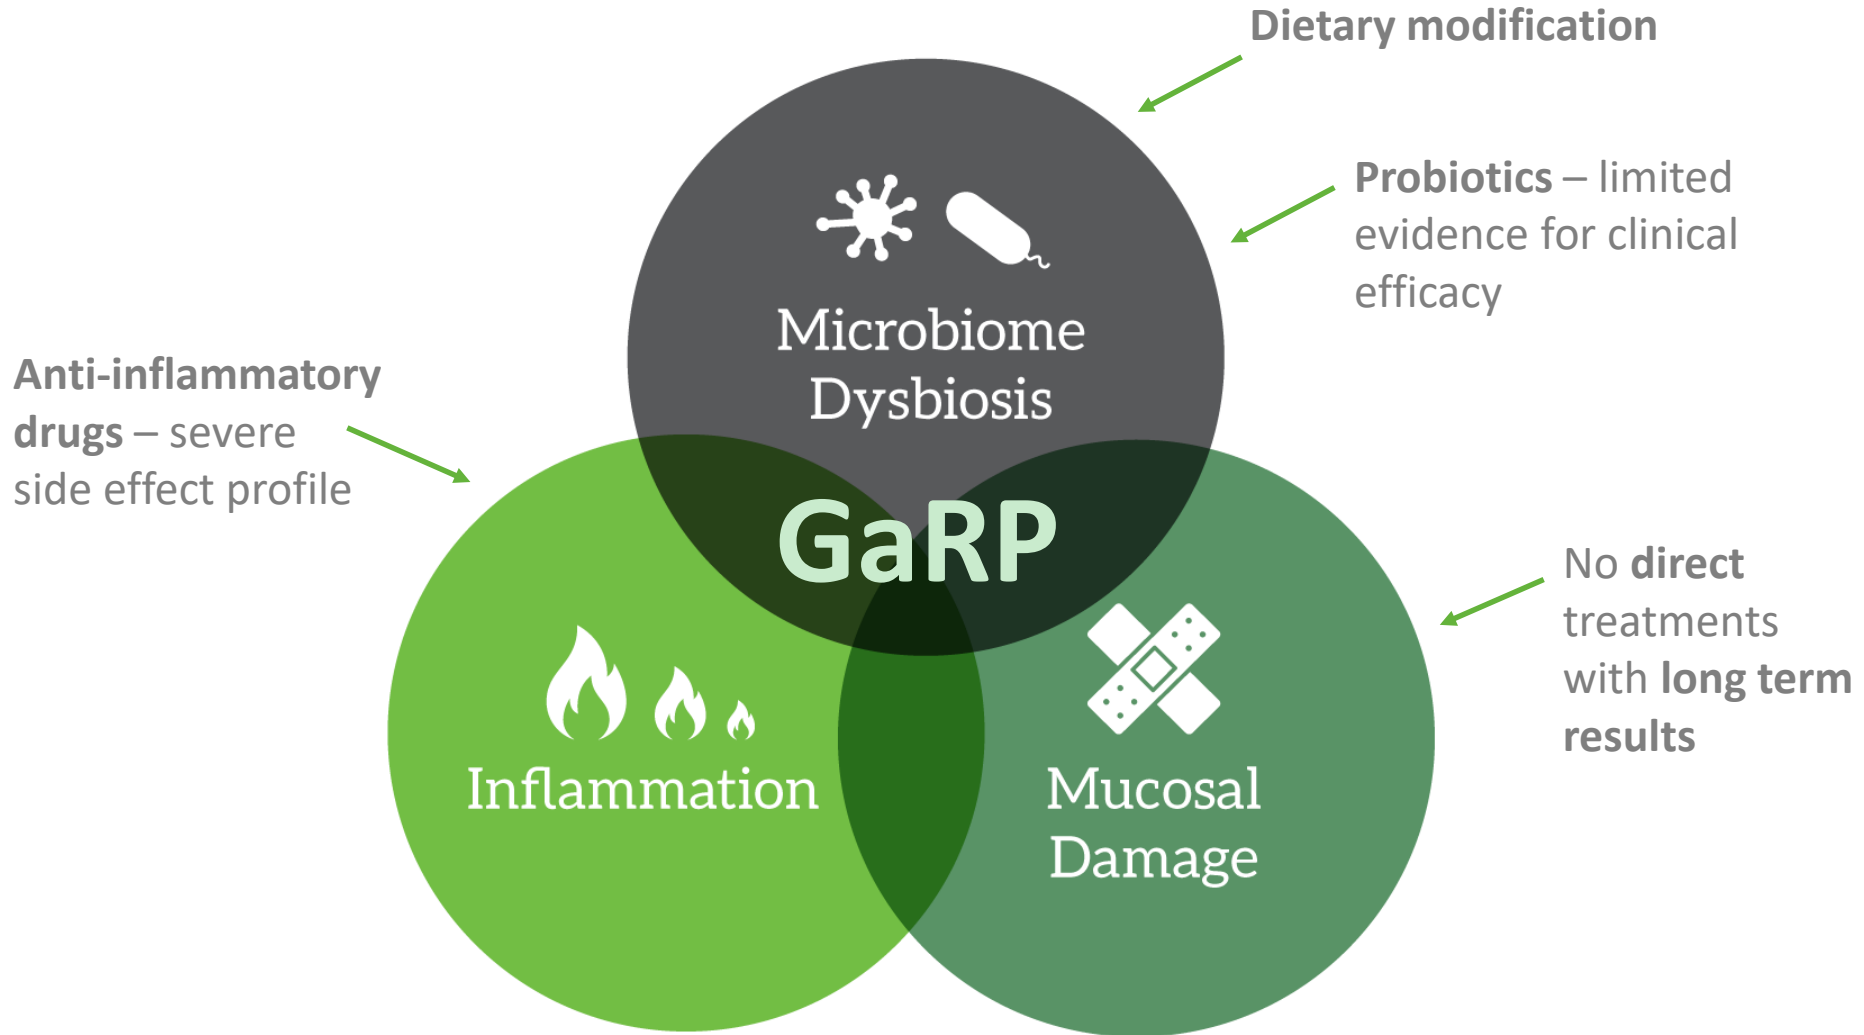 Dietary modification
Probiotics – limited
evidence for clinical
efficacy
Microbiome
Dysbiosis
Anti-inflammatory
drugs – severe
side effect profile
GaRP
No direct
treatments
with long term
results
Inflammation
Mucosal
Damage